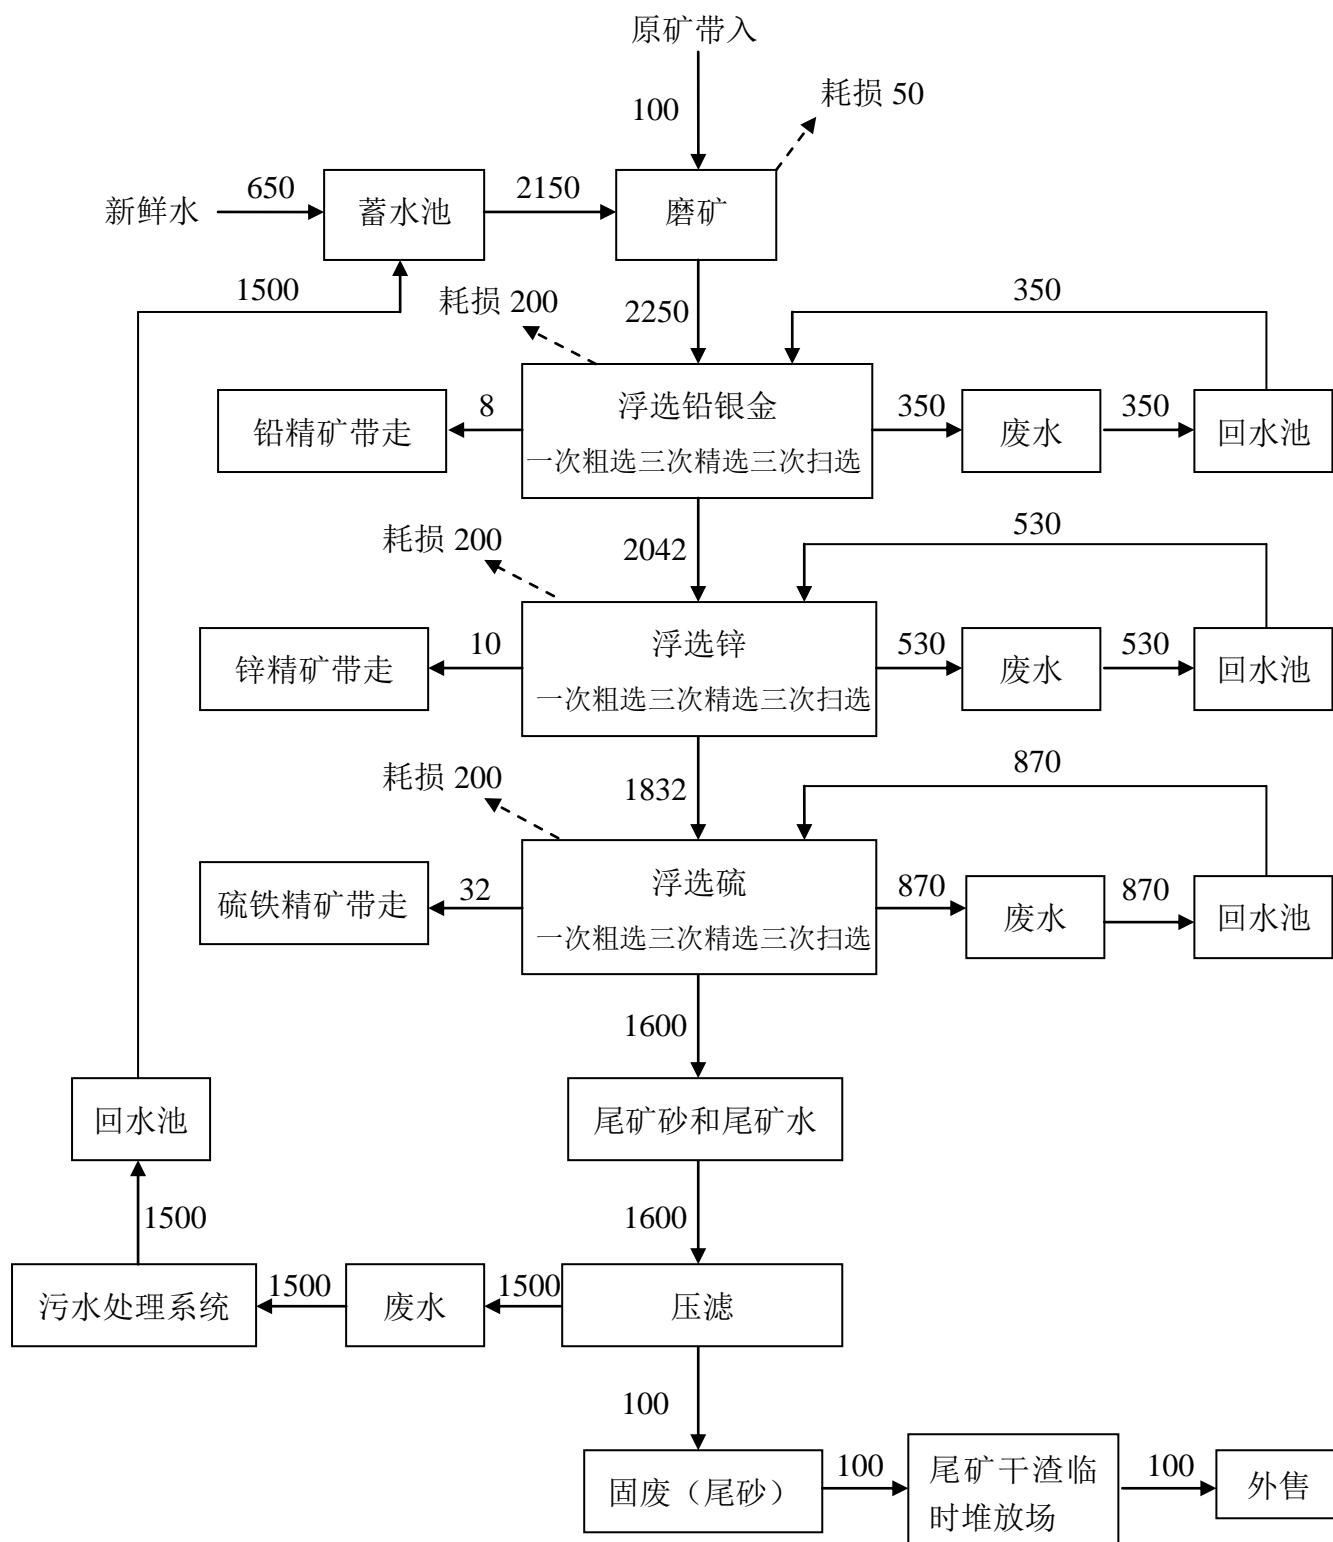 原矿带入
耗损 50
100
650
2150
新鲜水
蓄水池
磨矿
1500
耗损 200
2250
350
8
浮选铅银金
350
350
铅精矿带走
废水
回水池
一次粗选三次精选三次扫选
530
耗损 200
2042
10
浮选锌
530
530
锌精矿带走
废水
回水池
一次粗选三次精选三次扫选
870
耗损 200
1832
32
浮选硫
870
870
硫铁精矿带走
废水
回水池
一次粗选三次精选三次扫选
1600
回水池
尾矿砂和尾矿水
1500
1600
1500
1500
污水处理系统
废水
压滤
100
固废（尾砂）
100
尾矿干渣临
时堆放场
100
外售